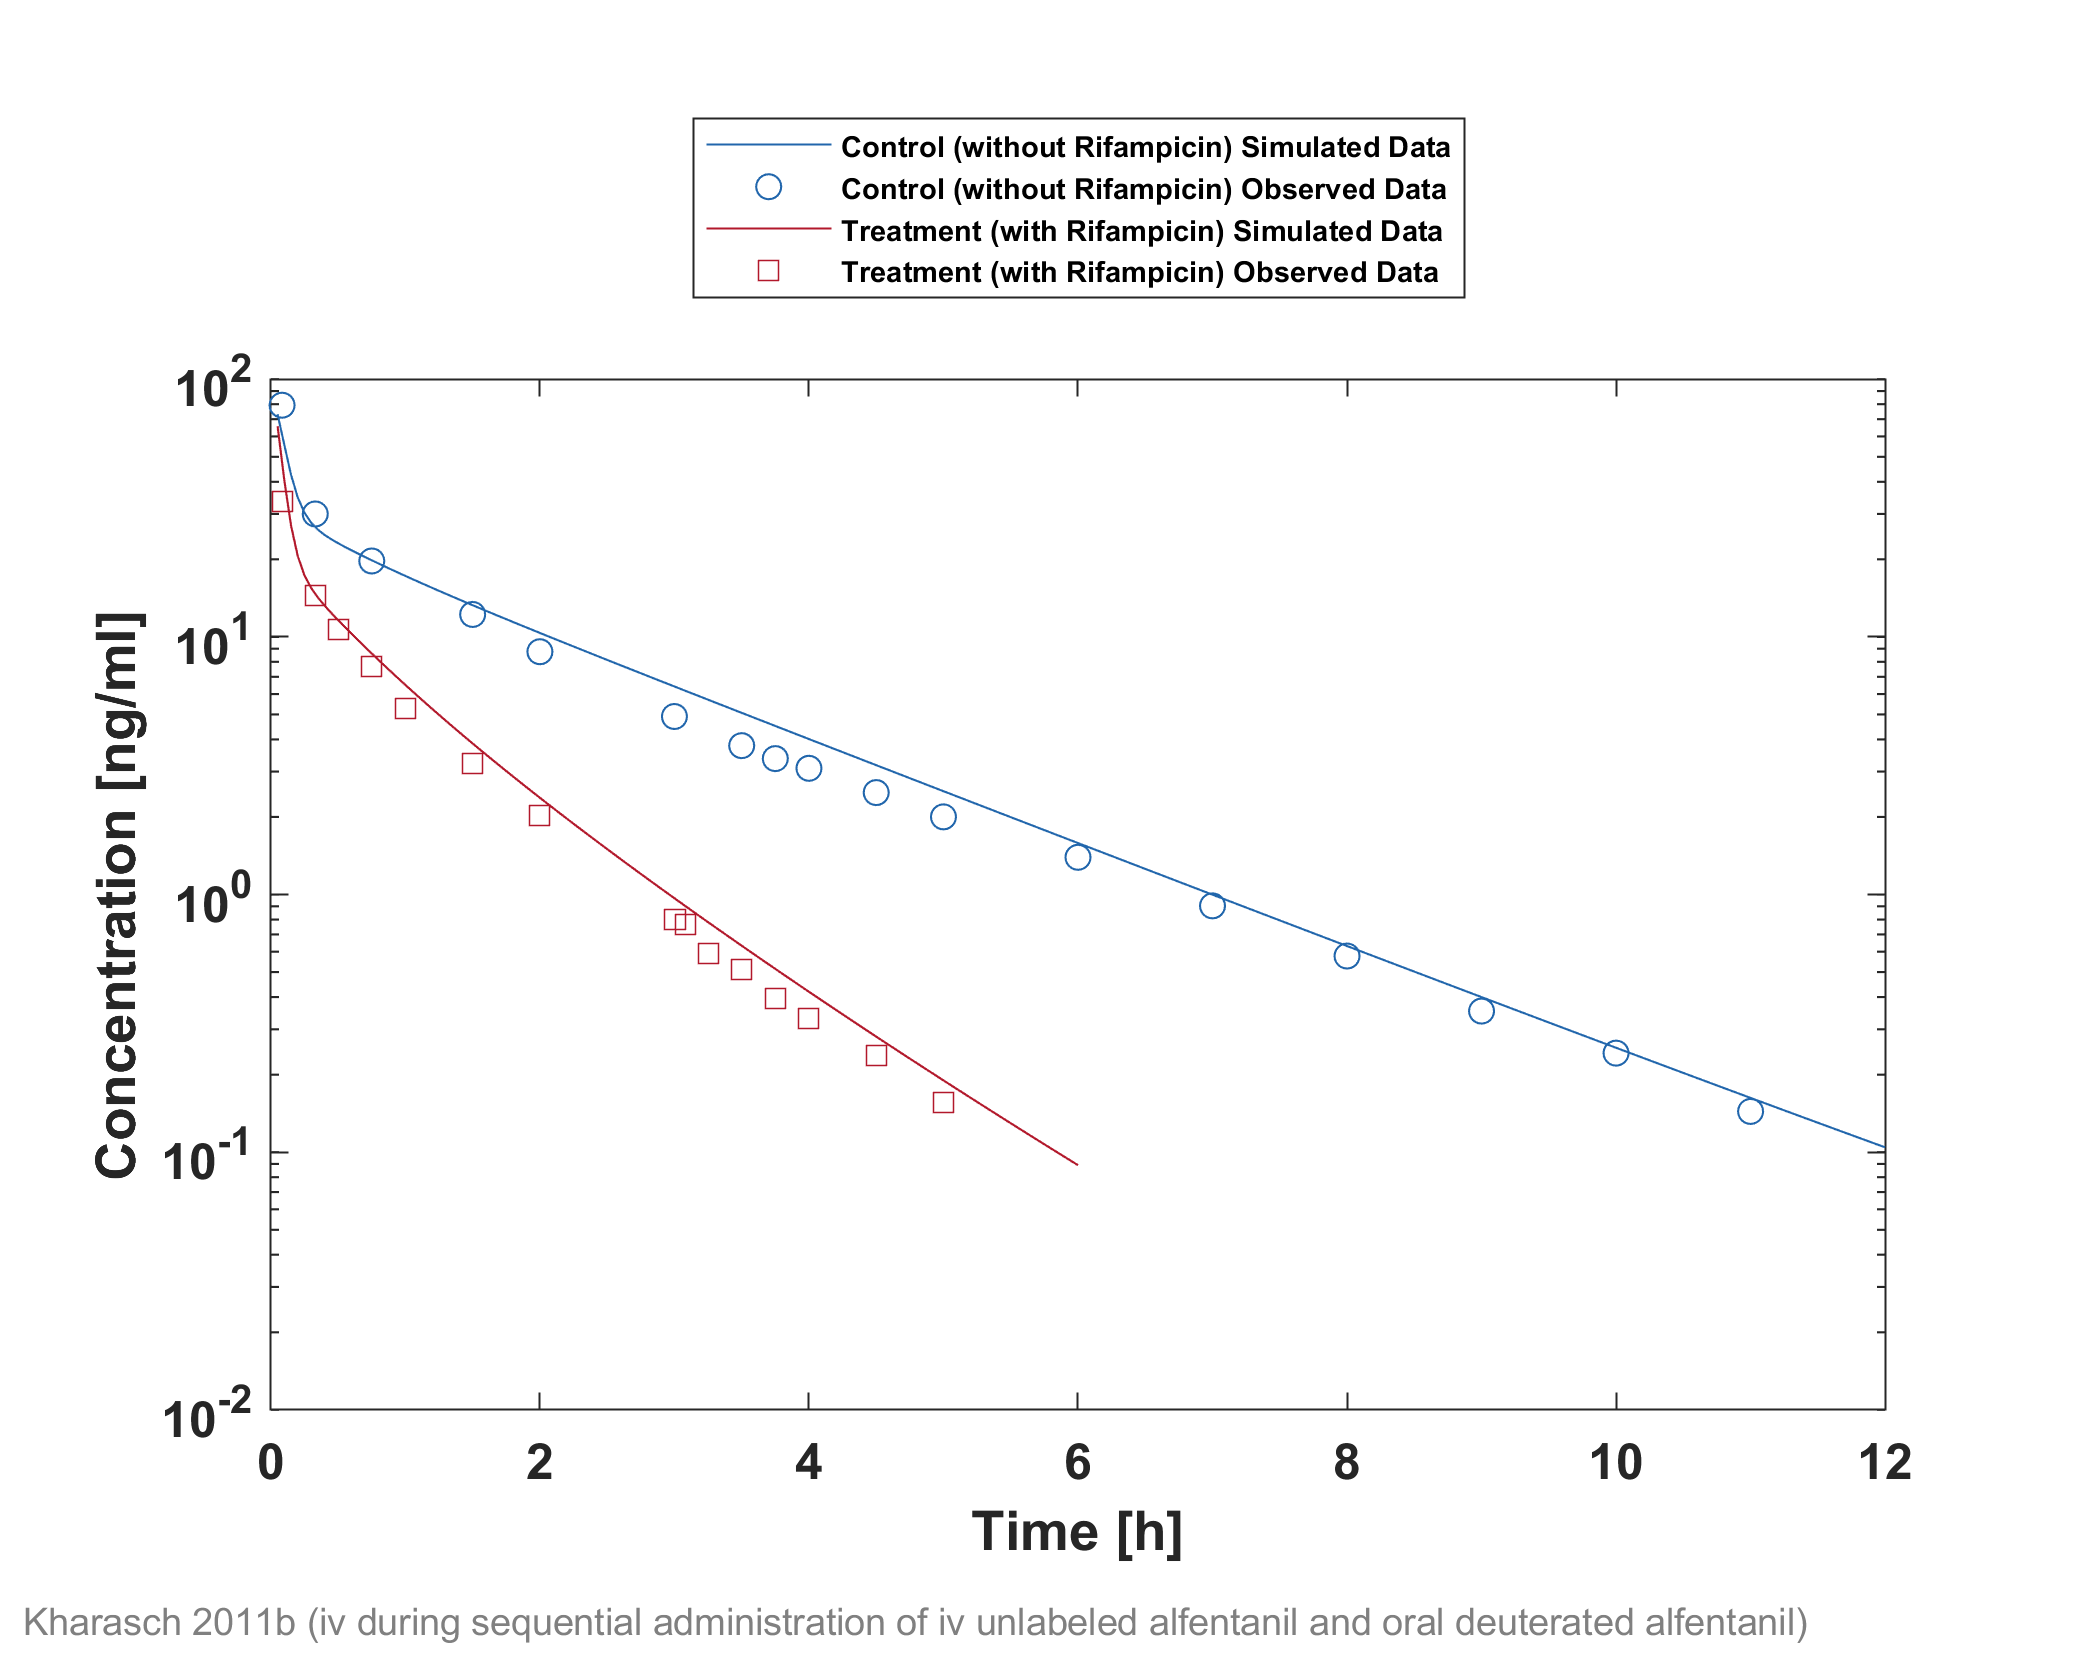 Control (without Rifampicin) Simulated Data
Control (without Rifampicin) Observed Data
Treatment (with Rifampicin) Simulated Data
Treatment (with Rifampicin) Observed Data
10^2
10^1
10^0
10^-1
10^-2
Concentration [ng/ml]
0 2 4 6 8 10 12
Time [h]
Kharasch 2011b (iv during sequential administration of iv unlabeled alfentanil and oral deuterated alfentanil)